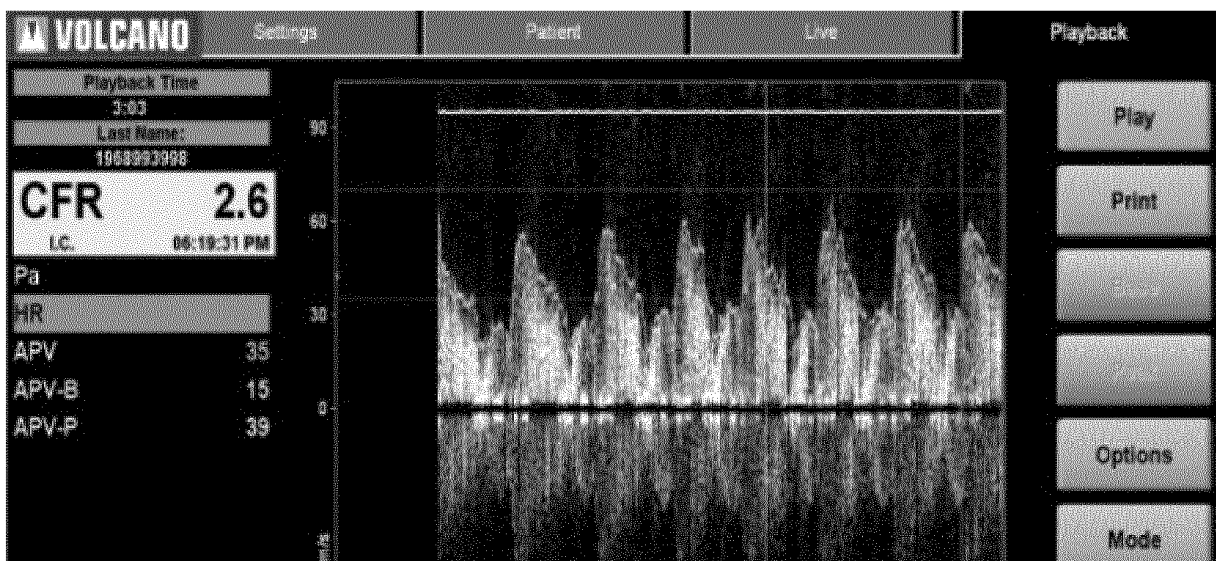 VOLCANO
Settings
Patient
Live
Playback
Playback Time
3:03
Last Name:
1968993998
CFR 2.6
I.C. 06:19:31 PM
Pa
HR
APV 35
APV-B 15
APV-P 39
90
60
30
0
Play
Print
Base
Options
Mode